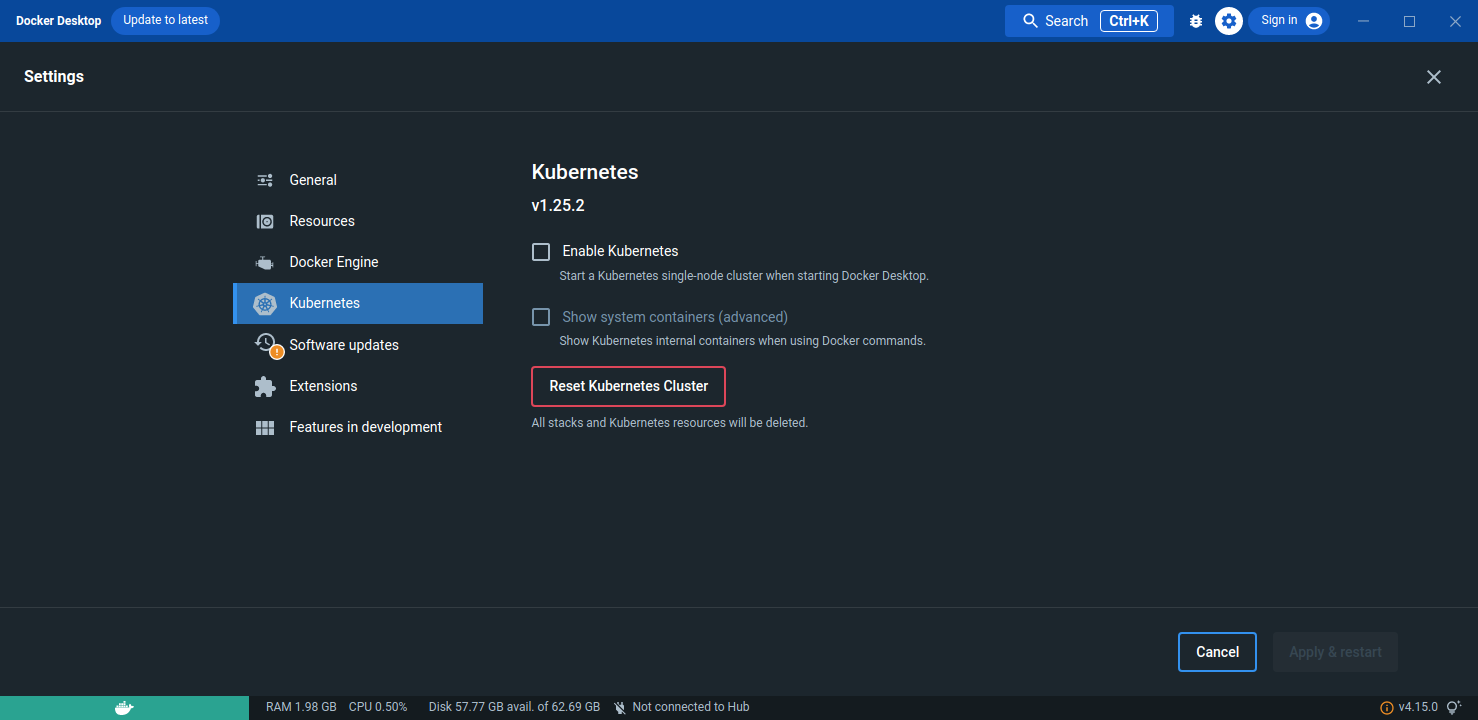 Docker Desktop Update to latest Search Ctrl+K Sign in
Settings
General
Resources
Docker Engine
Kubernetes
Software updates
Extensions
Features in development
Kubernetes
v1.25.2
Enable Kubernetes
Start a Kubernetes single-node cluster when starting Docker Desktop.
Show system containers (advanced)
Show Kubernetes internal containers when using Docker commands.
Reset Kubernetes Cluster
All stacks and Kubernetes resources will be deleted.
Cancel Apply & restart
RAM 1.98 GB CPU 0.50% Disk 57.77 GB avail. of 62.69 GB Not connected to Hub v4.15.0